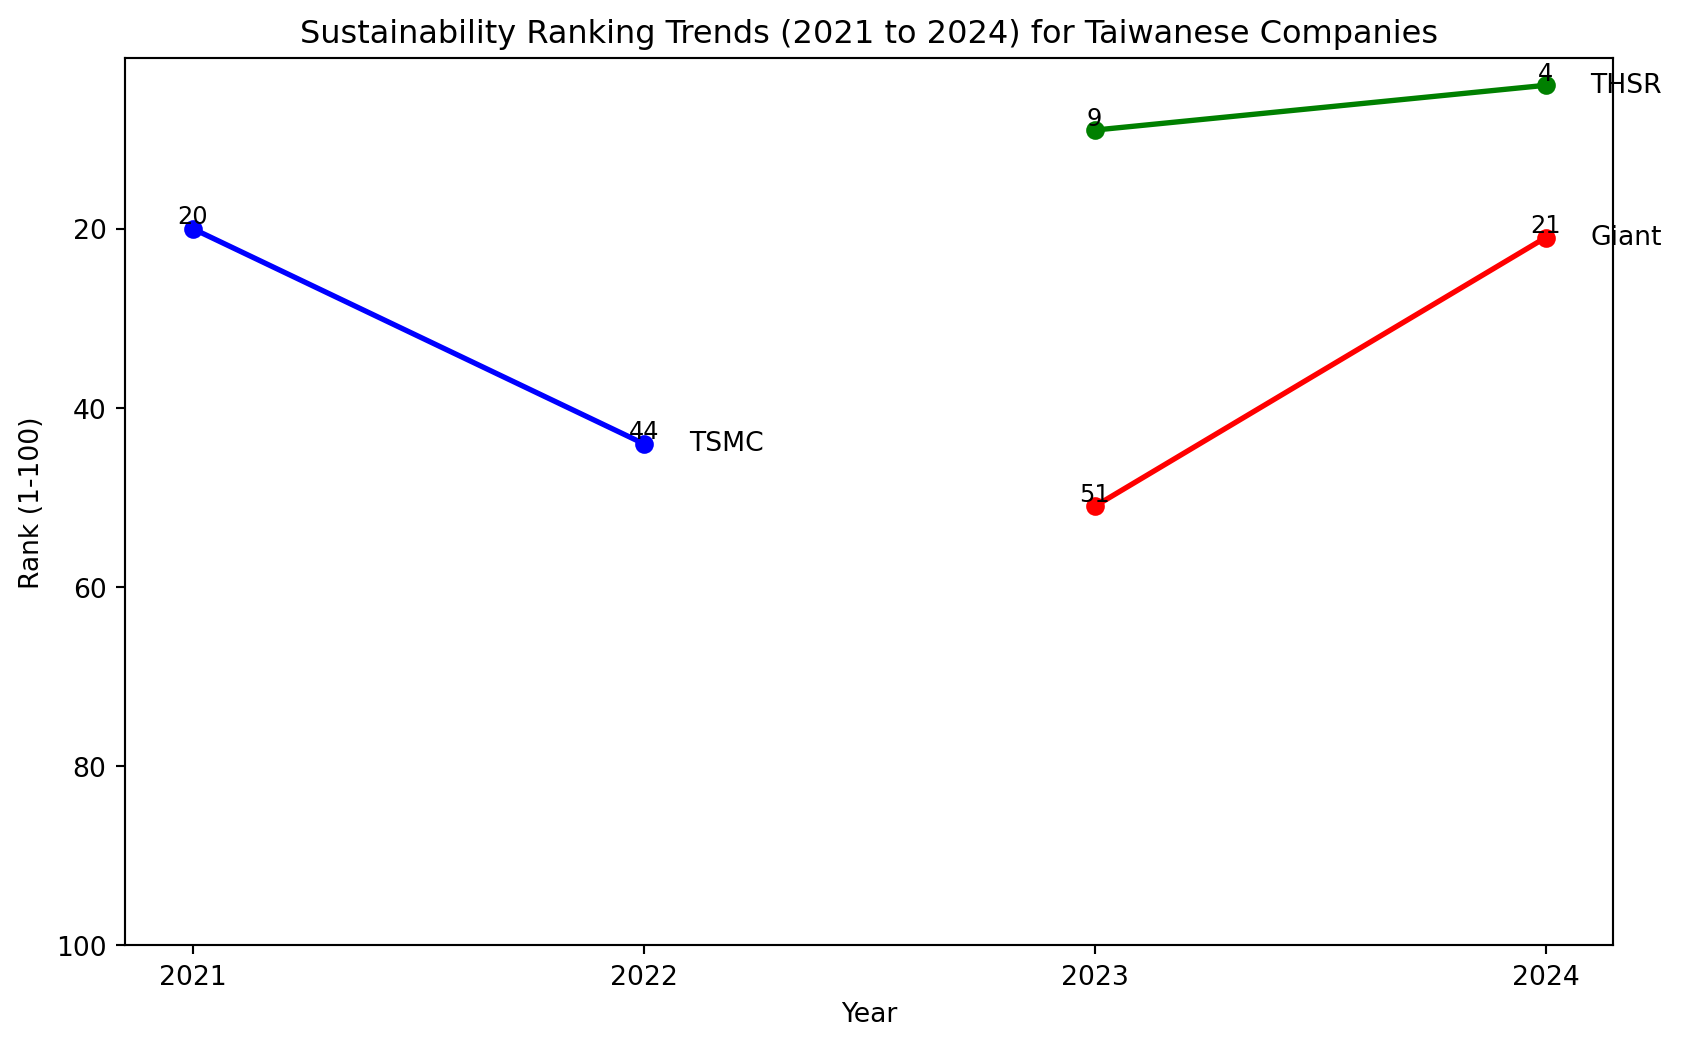 Sustainability Ranking Trends (2021 to 2024) for Taiwanese Companies
4
THSR
9
20
20
21
Giant
40
44
TSMC
51
Rank (1-100)
60
80
100
2021
2022
2023
2024
Year